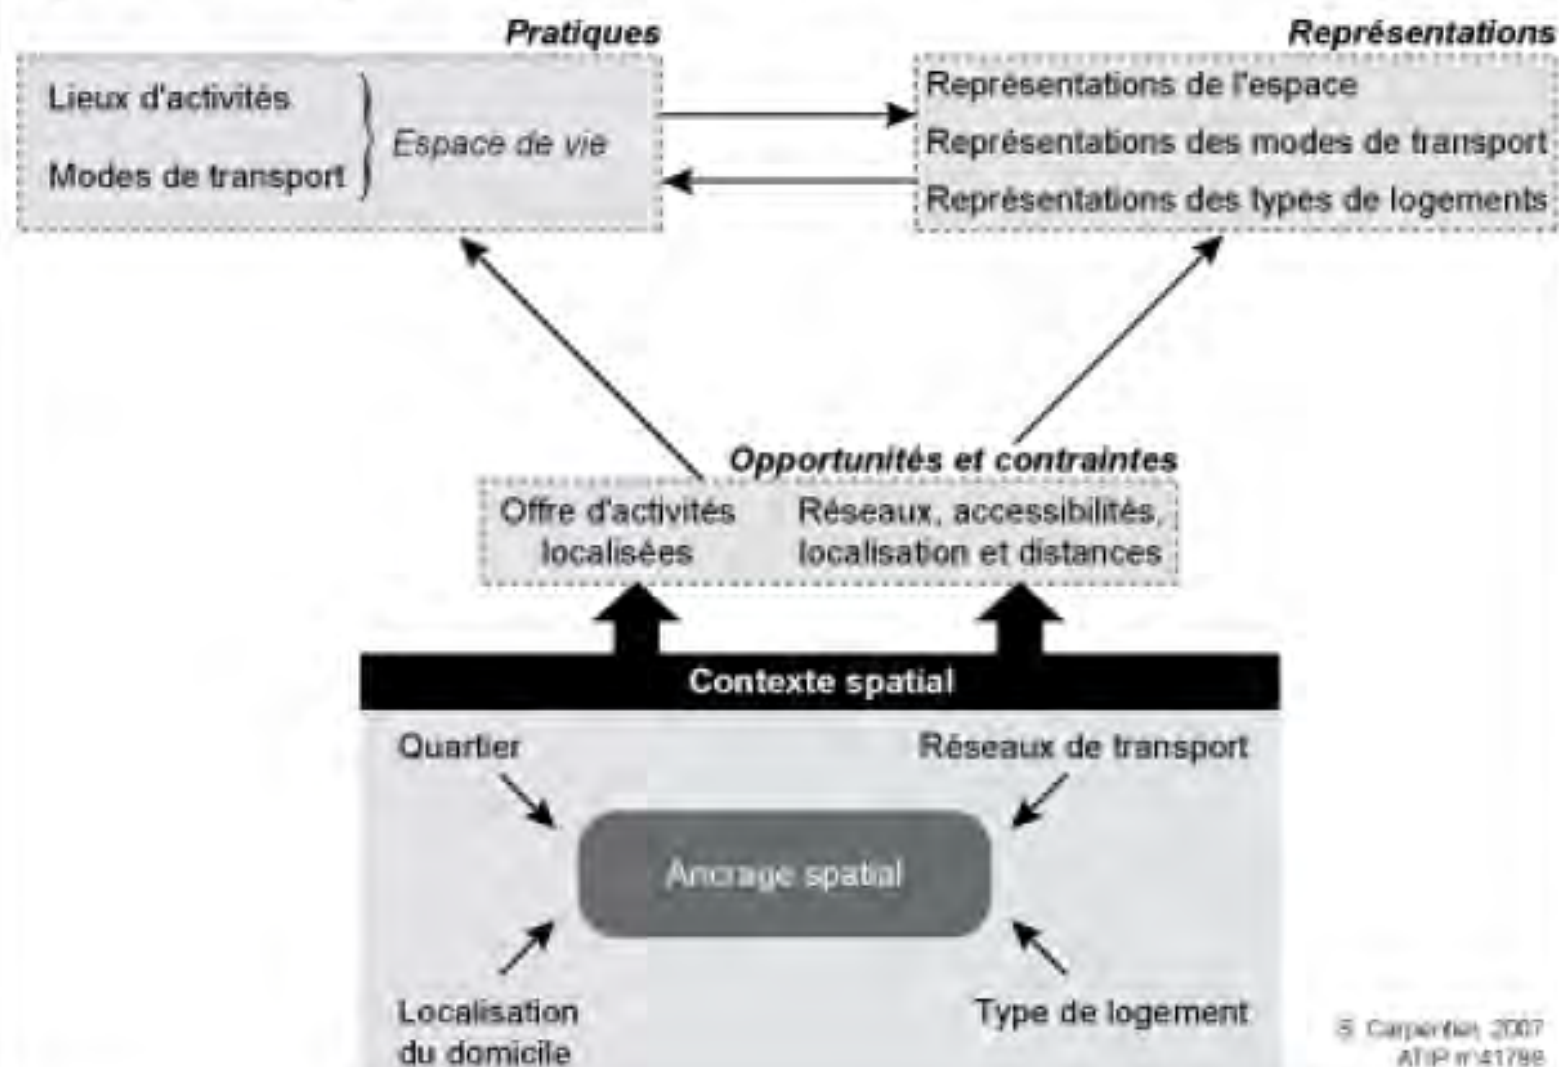 Pratiques
Lieux d'activités
Modes de transport
Espace de vie
Représentations
Représentations de l'espace
Représentations des modes de transport
Représentations des types de logements
Opportunités et contraintes
Offre d'activités
localisées
Réseaux, accessibilités,
localisation et distances
Contexte spatial
Quartier
Réseaux de transport
Ancrage spatial
Localisation
du domicile
Type de logement
S. Carpentier, 2007
ATIP n°41786